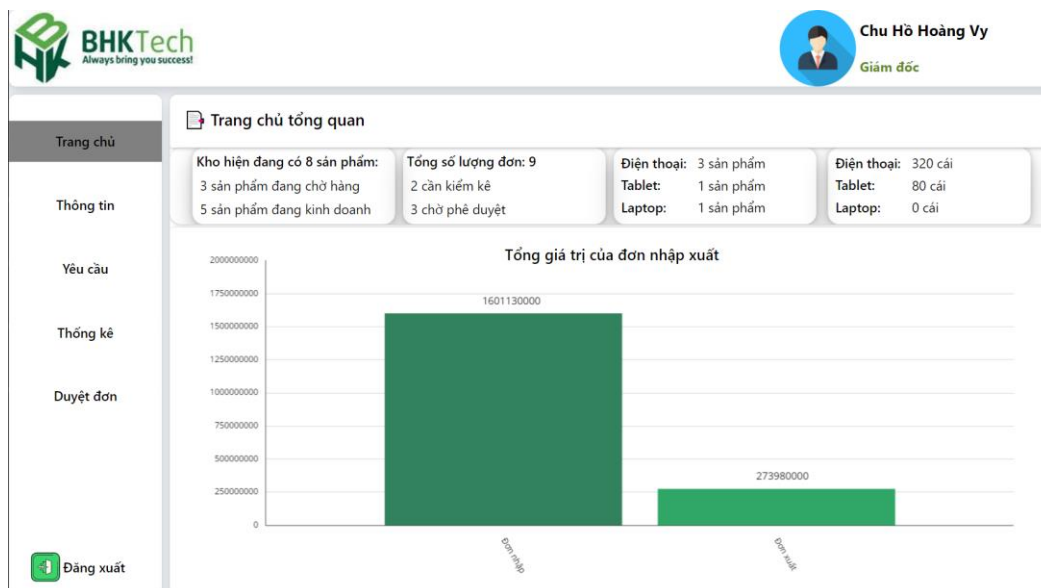 BHKTech
Always bring you success!
Chu Hồ Hoàng Vy
Giám đốc
Trang chủ
Thông tin
Yêu cầu
Thống kê
Duyệt đơn
Đăng xuất
Trang chủ tổng quan
Kho hiện đang có 8 sản phẩm:
3 sản phẩm đang chờ hàng
5 sản phẩm đang kinh doanh
Tổng số lượng đơn: 9
2 cần kiểm kê
3 chờ phê duyệt
Điện thoại: 3 sản phẩm
Tablet: 1 sản phẩm
Laptop: 1 sản phẩm
Điện thoại: 320 cái
Tablet: 80 cái
Laptop: 0 cái
Tổng giá trị của đơn nhập xuất
2000000000
1750000000
1500000000
1250000000
1000000000
750000000
500000000
250000000
0
1601130000
273980000
Đơn nhập
Đơn xuất